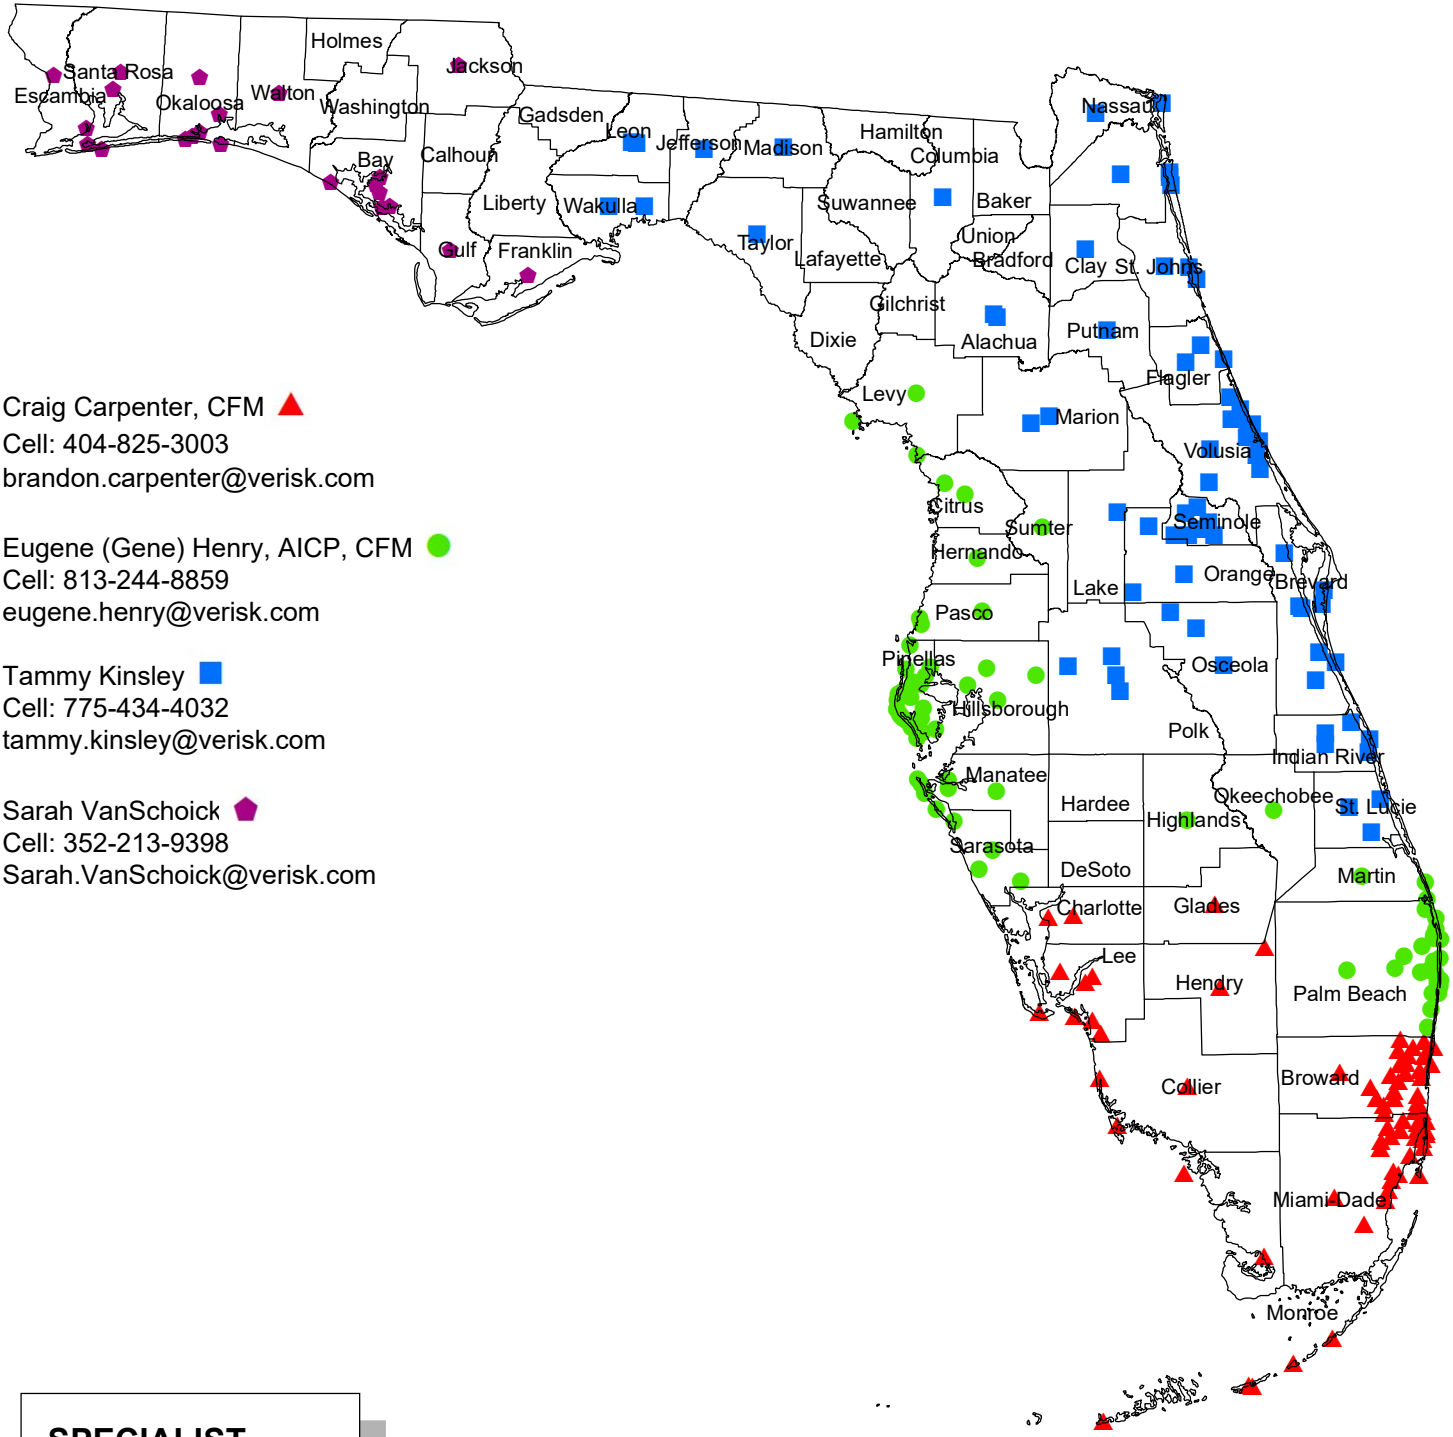 Holmes
Jackson
Santa Rosa
Escambia
Okaloosa
Walton
Washington
Gadsden
Leon
Jefferson
Madison
Hamilton
Columbia
Nassau
Bay
Calhoun
Liberty
Wakulla
Suwannee
Baker
Gulf
Franklin
Taylor
Lafayette
Union
Bradford
Clay
St. Johns
Gilchrist
Dixie
Alachua
Putnam
Flagler
Levy
Marion
Craig Carpenter, CFM
Cell: 404-825-3003
brandon.carpenter@verisk.com
Volusia
Citrus
Sumter
Seminole
Eugene (Gene) Henry, AICP, CFM
Cell: 813-244-8859
eugene.henry@verisk.com
Hernando
Lake
Orange
Brevard
Pasco
Pinellas
Osceola
Tammy Kinsley
Cell: 775-434-4032
tammy.kinsley@verisk.com
Hillsborough
Polk
Indian River
Manatee
Hardee
Okeechobee
Highlands
St. Lucie
Sarah VanSchoick
Cell: 352-213-9398
Sarah.VanSchoick@verisk.com
Sarasota
DeSoto
Martin
Charlotte
Glades
Lee
Hendry
Palm Beach
Collier
Broward
Miami-Dade
Monroe
SPECIALIST